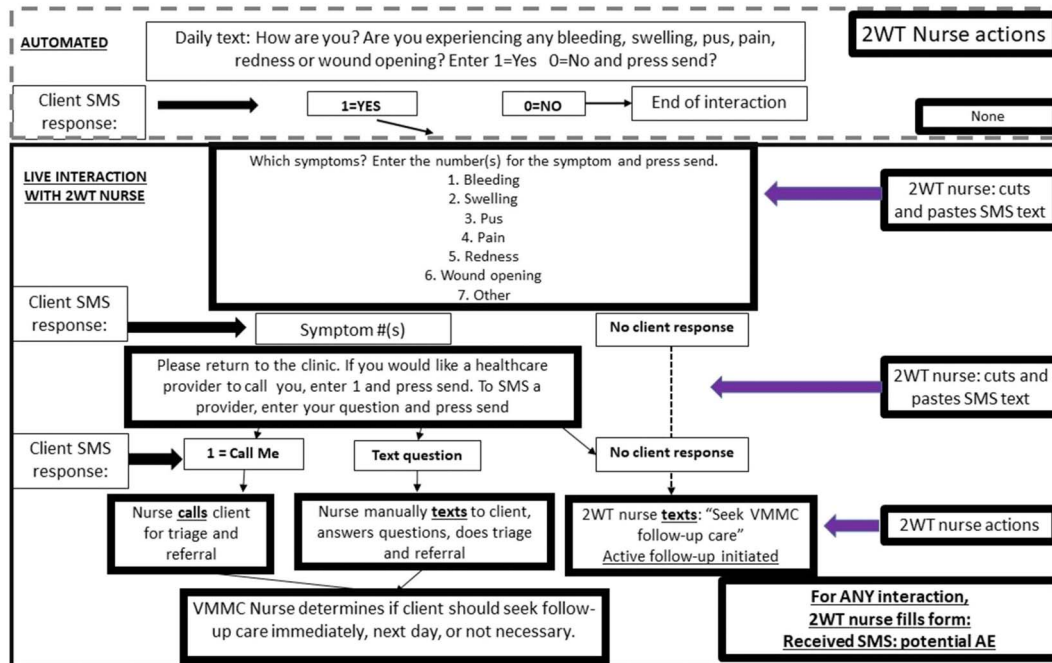 AUTOMATED
Daily text: How are you? Are you experiencing any bleeding, swelling, pus, pain,
redness or wound opening? Enter 1=Yes 0=No and press send?
2WT Nurse actions
Client SMS
response:
1=YES
0=NO
End of interaction
None
LIVE INTERACTION
WITH 2WT NURSE
Which symptoms? Enter the number(s) for the symptom and press send.
1. Bleeding
2. Swelling
3. Pus
4. Pain
5. Redness
6. Wound opening
7. Other
2WT nurse: cuts
and pastes SMS text
Client SMS
response:
Symptom #(s)
No client response
Please return to the clinic. If you would like a healthcare
provider to call you, enter 1 and press send. To SMS a
provider, enter your question and press send
2WT nurse: cuts and
pastes SMS text
Client SMS
response:
1 = Call Me
Text question
No client response
Nurse calls client
for triage and
referral
Nurse manually texts to client,
answers questions, does triage
and referral
2WT nurse texts: “Seek VMMC
follow-up care”
Active follow-up initiated
2WT nurse actions
VMMC Nurse determines if client should seek follow-
up care immediately, next day, or not necessary.
For ANY interaction,
2WT nurse fills form:
Received SMS: potential AE